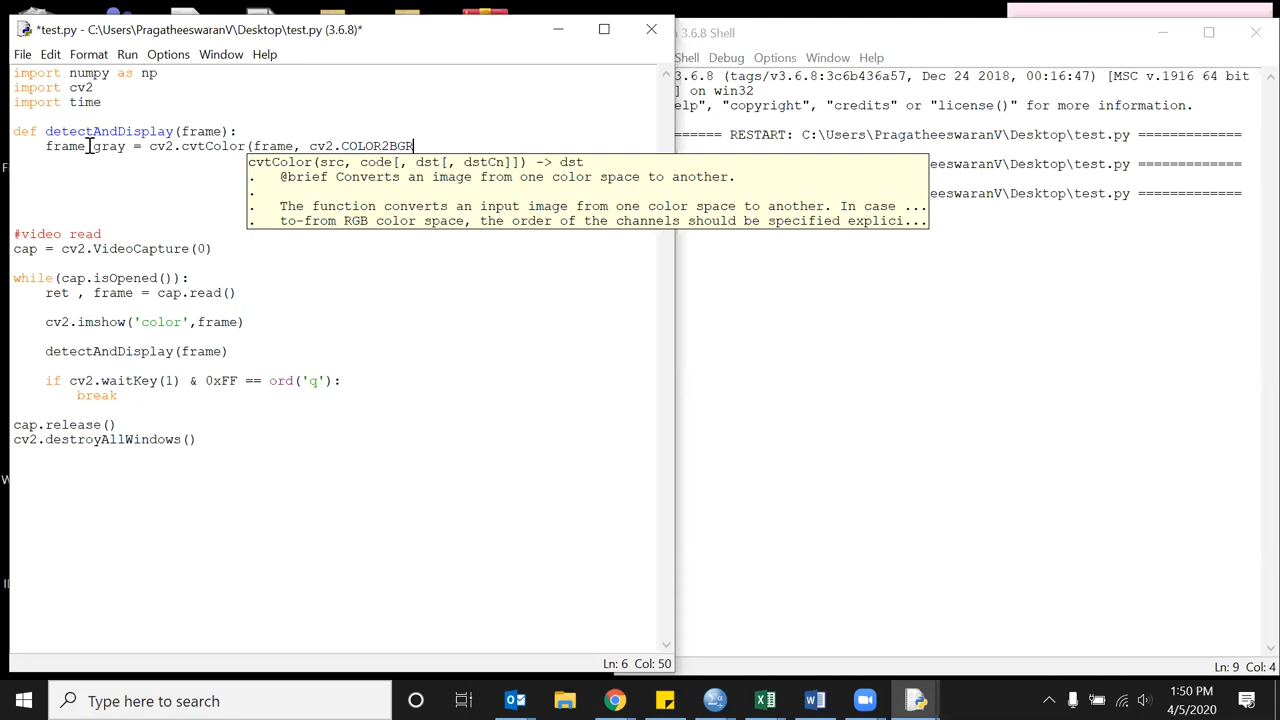 *test.py - C:\Users\PragatheeswaranV\Desktop\test.py (3.6.8)*
File Edit Format Run Options Window Help
import numpy as np
import cv2
import time
def detectAndDisplay(frame):
frame gray = cv2.cvtColor(frame, cv2.COLOR2BGR
cvtColor(src, code[, dst[, dstCn]]) -> dst
. @brief Converts an image from one color space to another.
.
. The function converts an input image from one color space to another. In case ...
. to-from RGB color space, the order of the channels should be specified explici...
#video read
cap = cv2.VideoCapture(0)
while(cap.isOpened()):
ret , frame = cap.read()
cv2.imshow('color',frame)
detectAndDisplay(frame)
if cv2.waitKey(1) & 0xFF == ord('q'):
break
cap.release()
cv2.destroyAllWindows()
Ln: 6 Col: 50
3.6.8 Shell
Shell Debug Options Window Help
3.6.8 (tags/v3.6.8:3c6b436a57, Dec 24 2018, 00:16:47) [MSC v.1916 64 bit
] on win32
elp", "copyright", "credits" or "license()" for more information.
====== RESTART: C:\Users\PragatheeswaranV\Desktop\test.py =============
eeswaranV\Desktop\test.py =============
eeswaranV\Desktop\test.py =============
Ln: 9 Col: 4
Type here to search
1:50 PM
4/5/2020